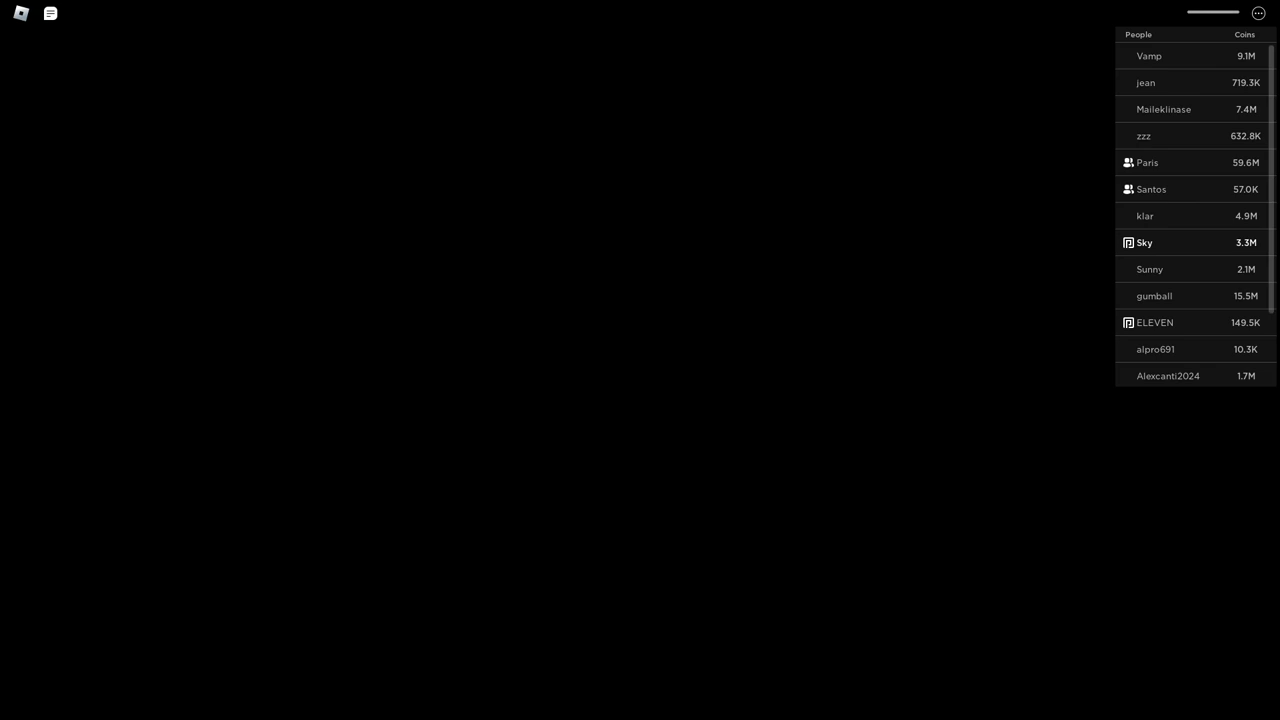 People Coins
Vamp 9.1M
jean 719.3K
Maileklinase 7.4M
zzz 632.8K
Paris 59.6M
Santos 57.0K
klar 4.9M
Sky 3.3M
Sunny 2.1M
gumball 15.5M
ELEVEN 149.5K
alpro691 10.3K
Alexcanti2024 1.7M